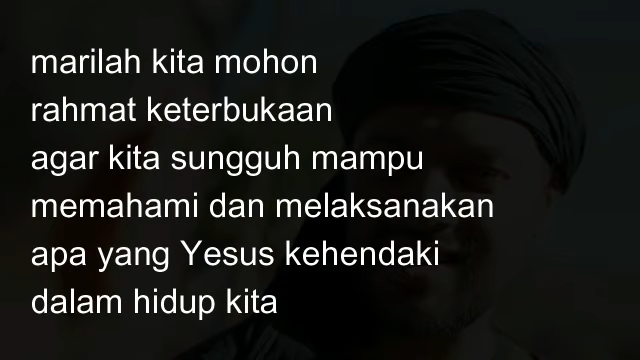 marilah kita mohon
rahmat keterbukaan
agar kita sungguh mampu
memahami dan melaksanakan
apa yang Yesus kehendaki
dalam hidup kita